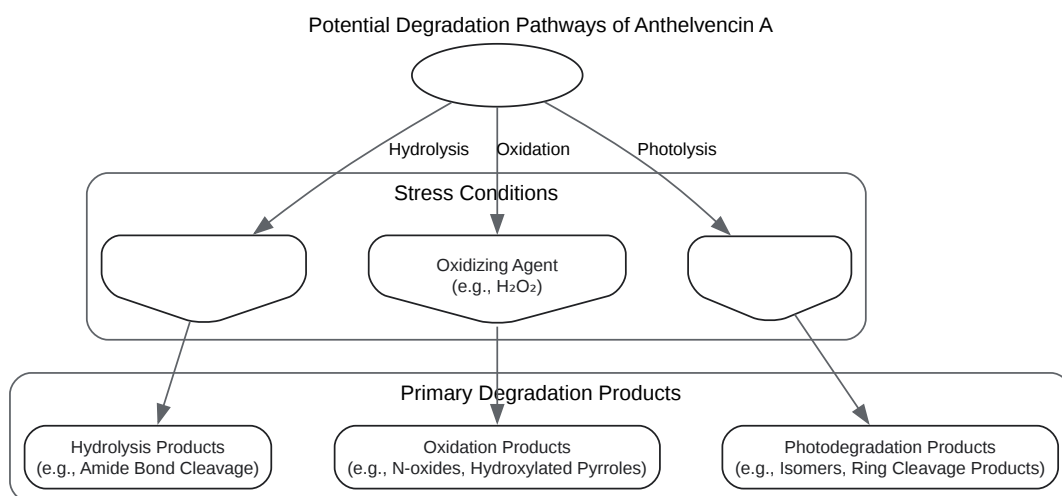 Potential Degradation Pathways of Anthelvencin A
Hydrolysis
Oxidation
Photolysis
Stress Conditions
Oxidizing Agent
(e.g., H₂O₂)
Primary Degradation Products
Hydrolysis Products
(e.g., Amide Bond Cleavage)
Oxidation Products
(e.g., N-oxides, Hydroxylated Pyrroles)
Photodegradation Products
(e.g., Isomers, Ring Cleavage Products)